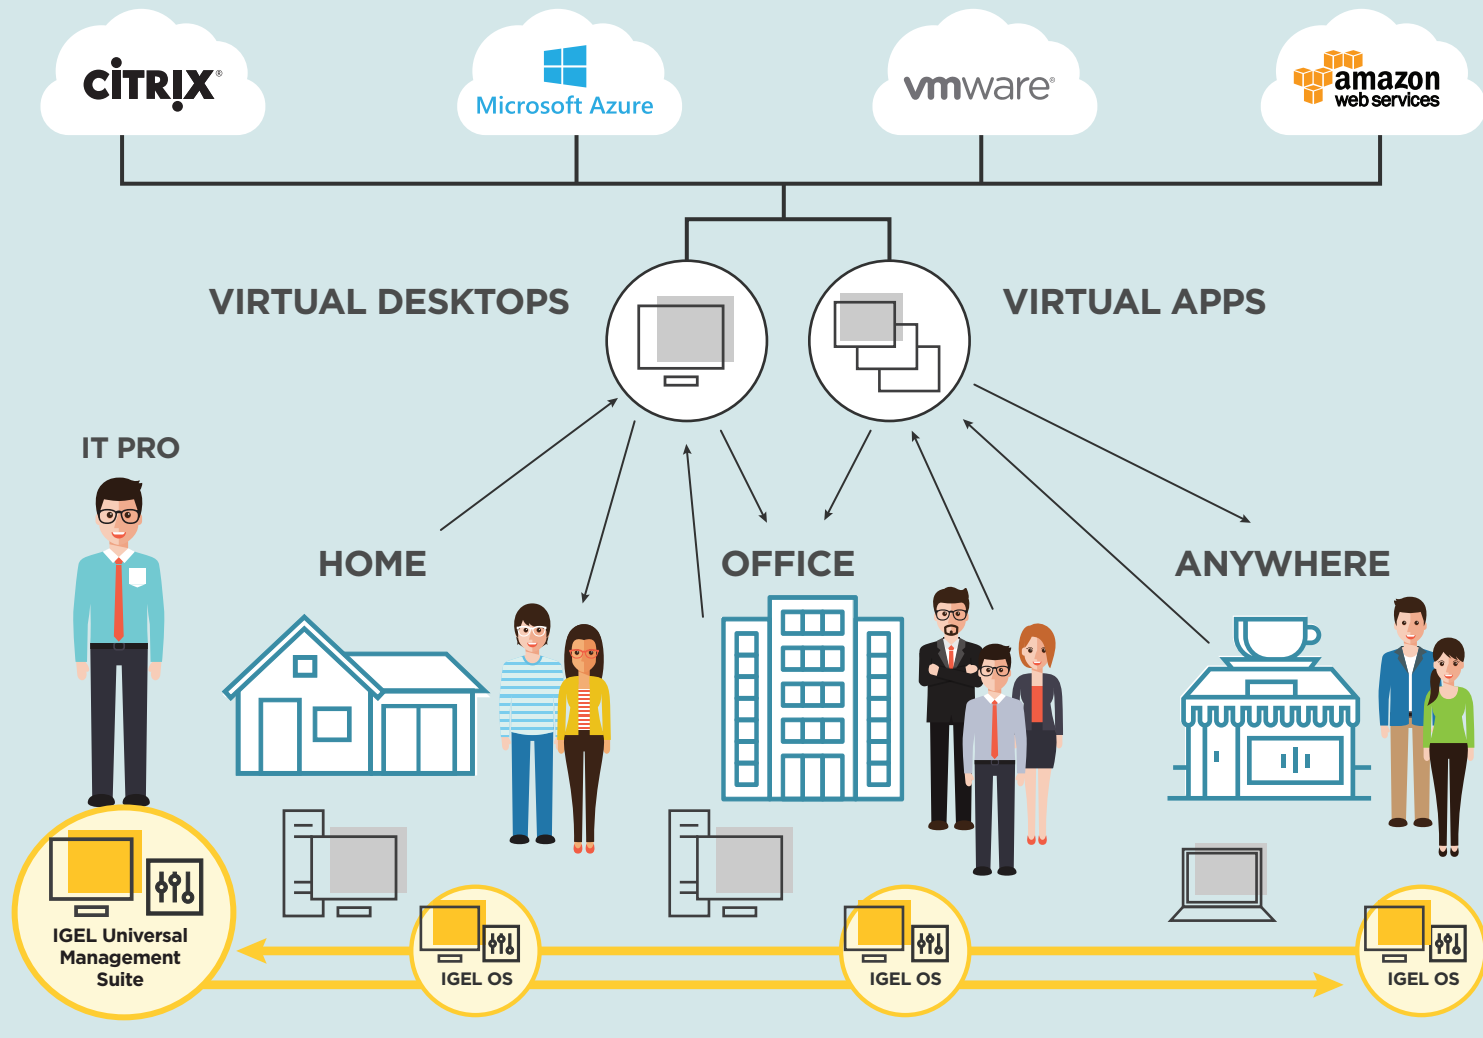 CiTRIX®
Microsoft Azure
vmware®
amazon
web services
VIRTUAL DESKTOPS
VIRTUAL APPS
IT PRO
HOME
OFFICE
ANYWHERE
IGEL Universal
Management
Suite
IGEL OS
IGEL OS
IGEL OS